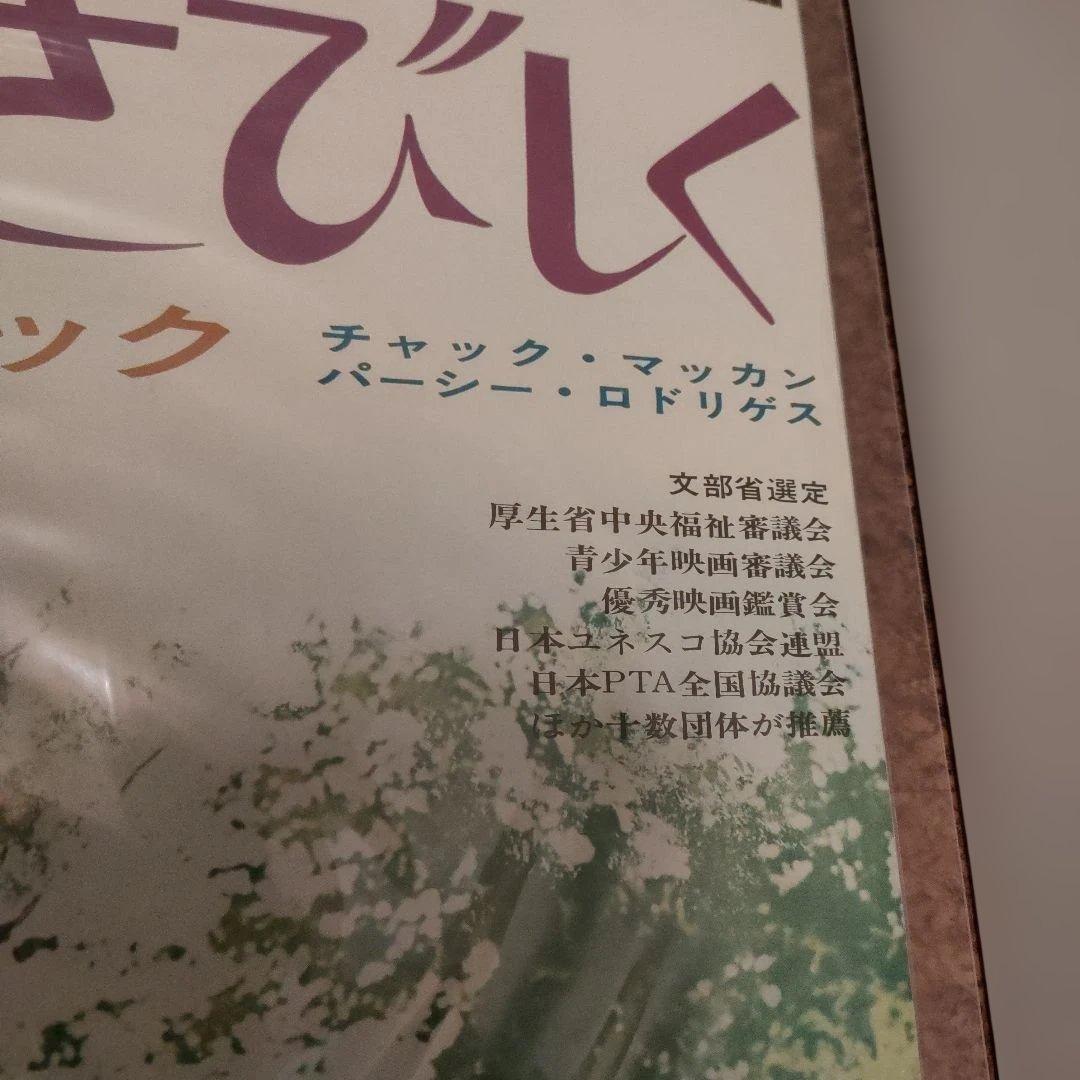 さびしく
ック
チャック・マッカン
パーシー・ロドリゲス
文部省選定
厚生省中央福祉審議会
青少年映画審議会
優秀映画鑑賞会
日本ユネスコ協会連盟
日本PTA全国協議会
ほか十数団体が推薦